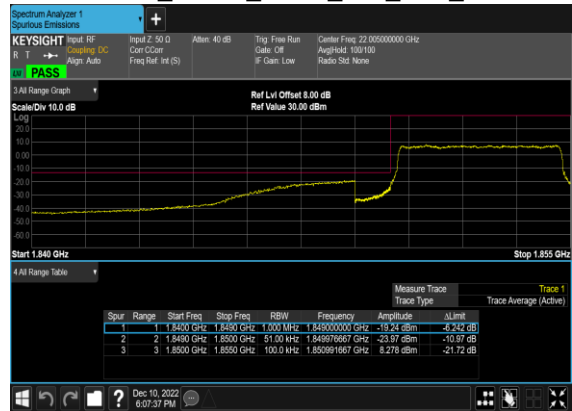 Spectrum Analyzer 1
Spurious Emissions
+
KEYSIGHT Input: RF Input Z: 50 Ω Atten: 40 dB Trig: Free Run Center Freq: 22.005000000 GHz
R T Coupling: DC Corr CCorr Gate: Off Avg|Hold: 100/100
Align: Auto Freq Ref: Int (S) IF Gain: Low Radio Std: None
PASS
3 All Range Graph Ref Lvl Offset 8.00 dB
Scale/Div 10.0 dB Ref Value 30.00 dBm
Log
20.0
10.0
0.00
-10.0
-20.0
-30.0
-40.0
-50.0
-60.0
Start 1.840 GHz Stop 1.855 GHz
4 All Range Table
Measure Trace Trace 1
Trace Type Trace Average (Active)
Spur Range Start Freq Stop Freq RBW Frequency Amplitude ΔLimit
1 1 1.8400 GHz 1.8490 GHz 1.000 MHz 1.849000000 GHz -19.24 dBm -6.242 dB
2 2 1.8490 GHz 1.8500 GHz 51.00 kHz 1.849976667 GHz -23.97 dBm -10.97 dB
3 3 1.8500 GHz 1.8550 GHz 100.0 kHz 1.850991667 GHz 8.278 dBm -21.72 dB
? Dec 10, 2022
6:07:37 PM